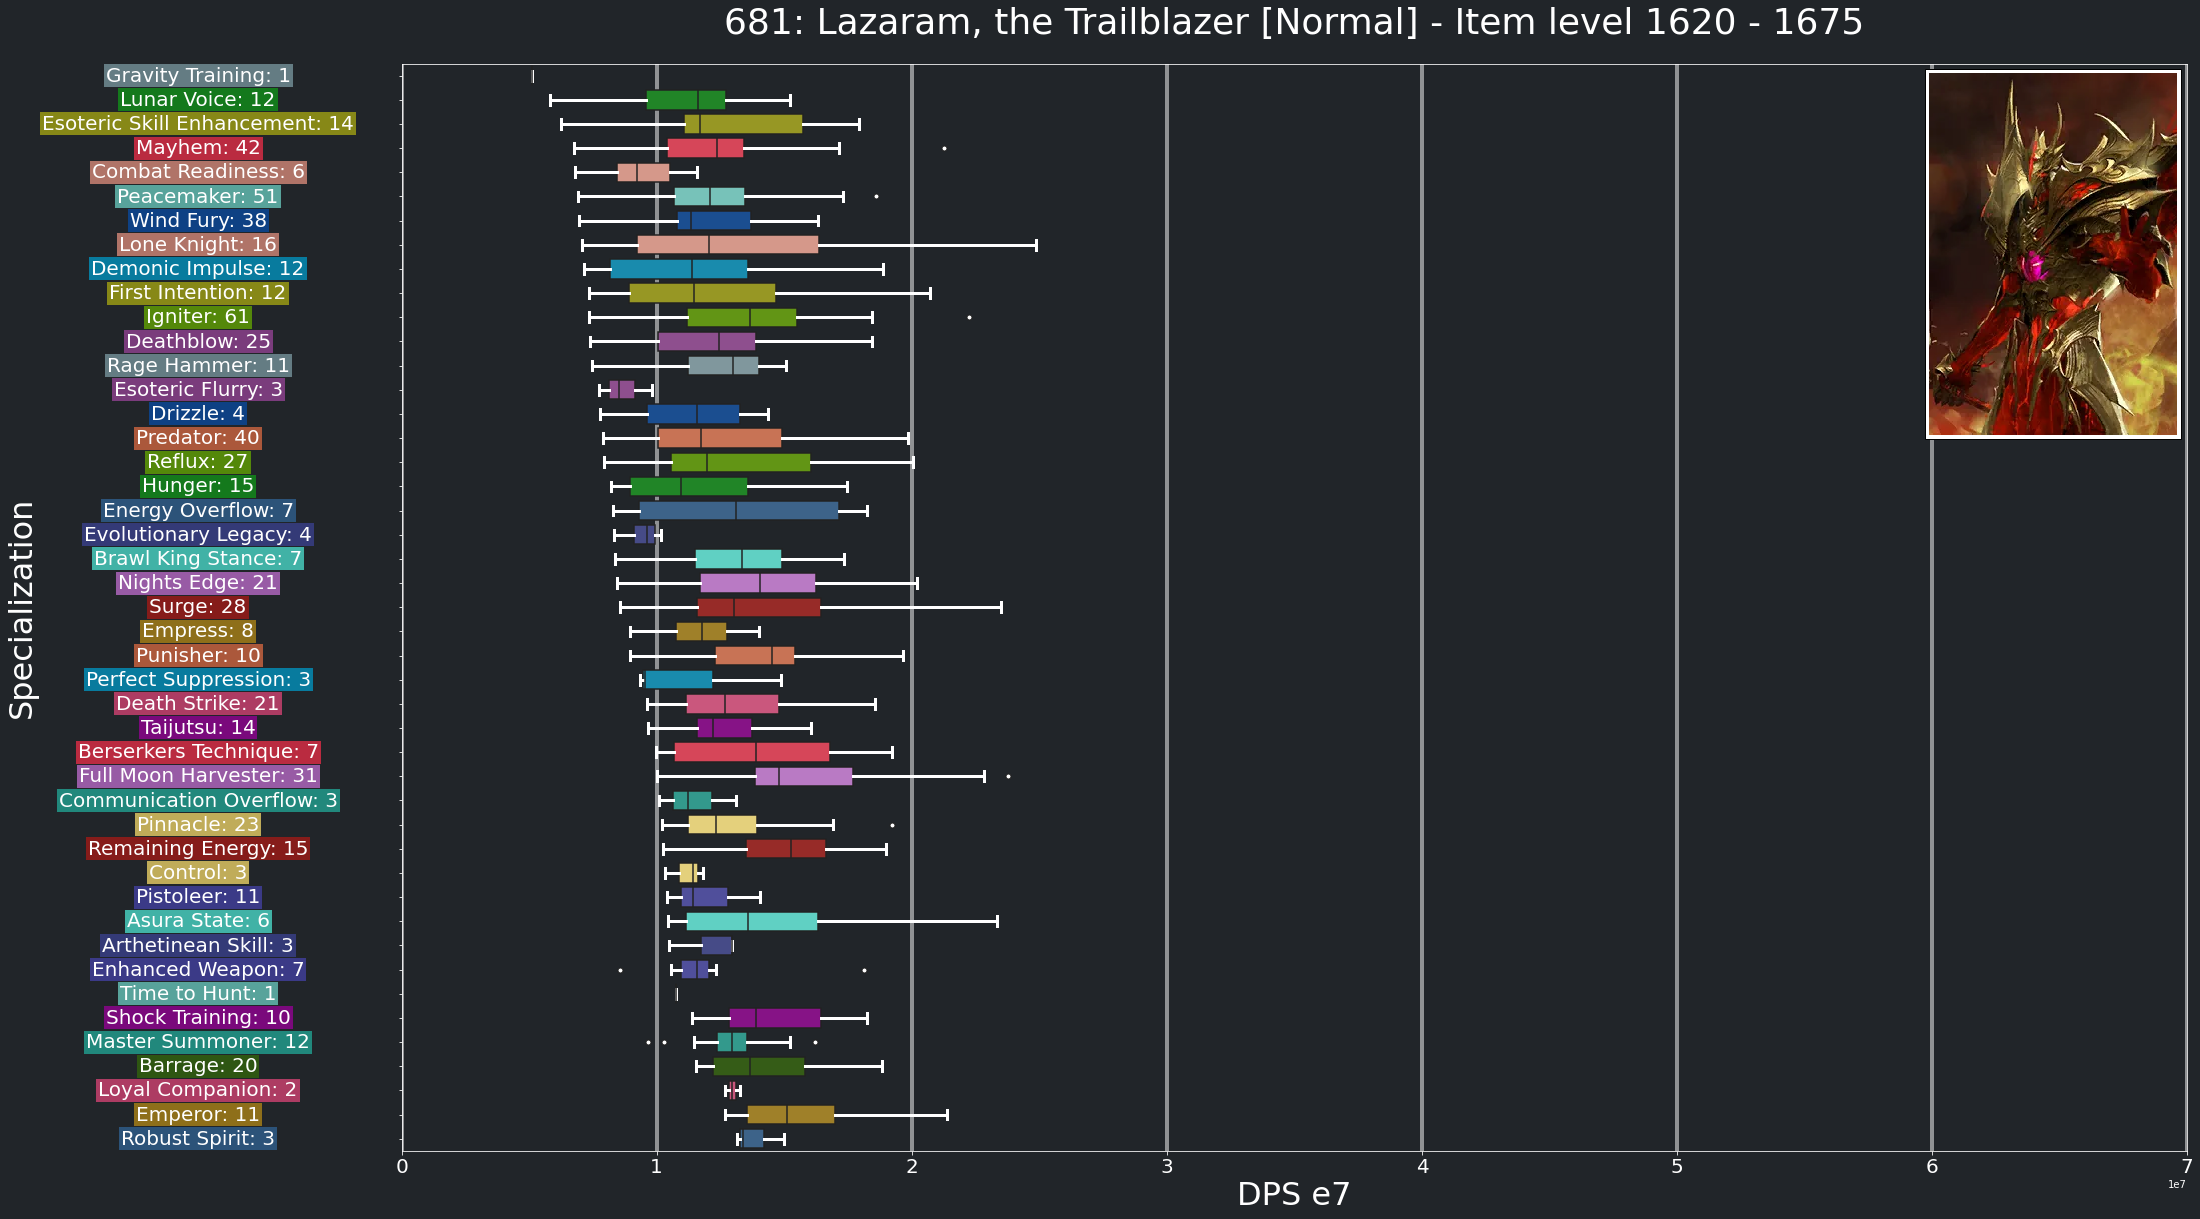 681: Lazaram, the Trailblazer [Normal] - Item level 1620 - 1675
Specialization
Gravity Training: 1
Lunar Voice: 12
Esoteric Skill Enhancement: 14
Mayhem: 42
Combat Readiness: 6
Peacemaker: 51
Wind Fury: 38
Lone Knight: 16
Demonic Impulse: 12
First Intention: 12
Igniter: 61
Deathblow: 25
Rage Hammer: 11
Esoteric Flurry: 3
Drizzle: 4
Predator: 40
Reflux: 27
Hunger: 15
Energy Overflow: 7
Evolutionary Legacy: 4
Brawl King Stance: 7
Nights Edge: 21
Surge: 28
Empress: 8
Punisher: 10
Perfect Suppression: 3
Death Strike: 21
Taijutsu: 14
Berserkers Technique: 7
Full Moon Harvester: 31
Communication Overflow: 3
Pinnacle: 23
Remaining Energy: 15
Control: 3
Pistoleer: 11
Asura State: 6
Arthetinean Skill: 3
Enhanced Weapon: 7
Time to Hunt: 1
Shock Training: 10
Master Summoner: 12
Barrage: 20
Loyal Companion: 2
Emperor: 11
Robust Spirit: 3
0 1 2 3 4 5 6 7
1e7
DPS e7